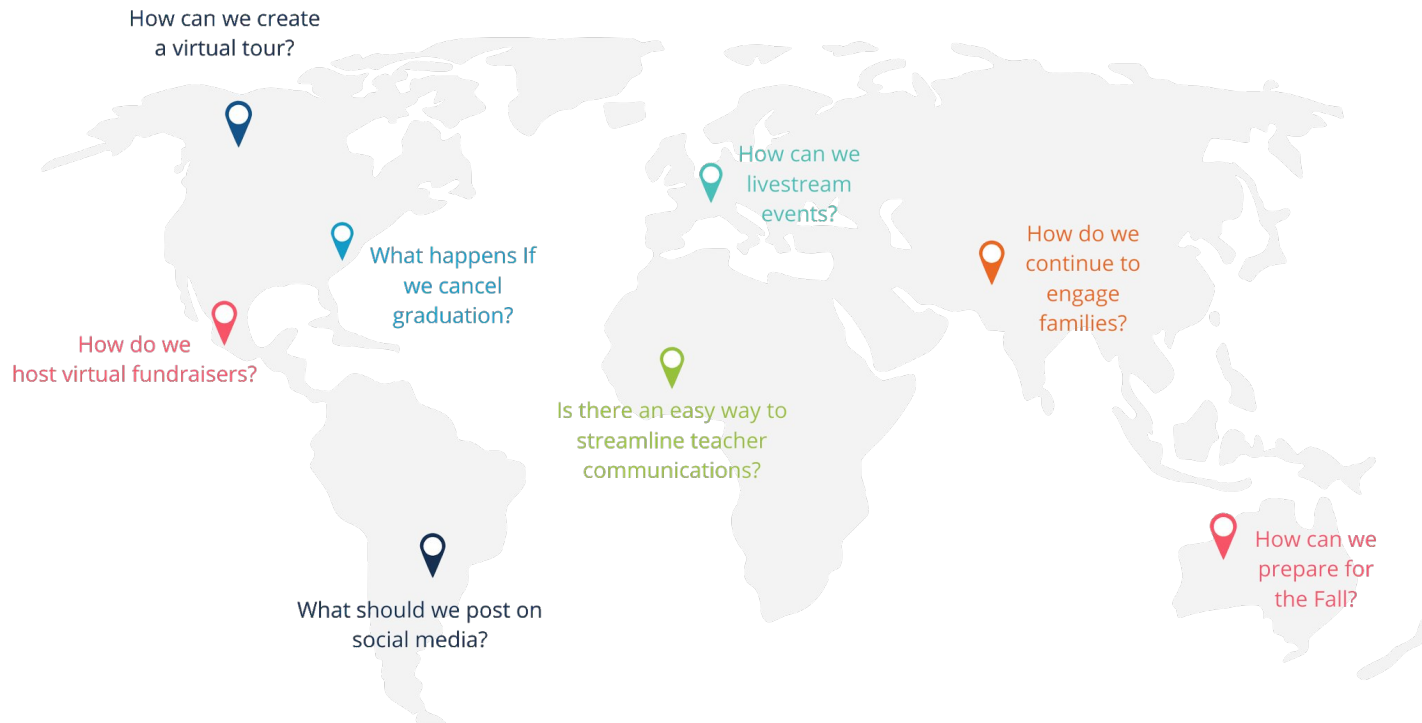 How can we create
a virtual tour?
How can we
livestream
events?
What happens If
we cancel
graduation?
How do we
continue to
engage
families?
How do we
host virtual fundraisers?
Is there an easy way to
streamline teacher
communications?
How can we
prepare for
the Fall?
What should we post on
social media?